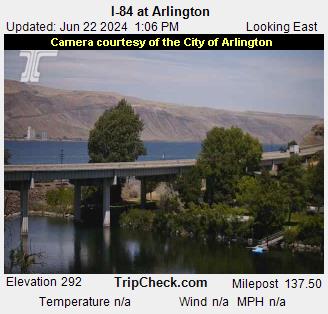 I-84 at Arlington
Updated: Jun 22 2024 1:06 PM Looking East
Camera courtesy of the City of Arlington
Elevation 292 TripCheck.com Milepost 137.50
Temperature n/a Wind n/a MPH n/a